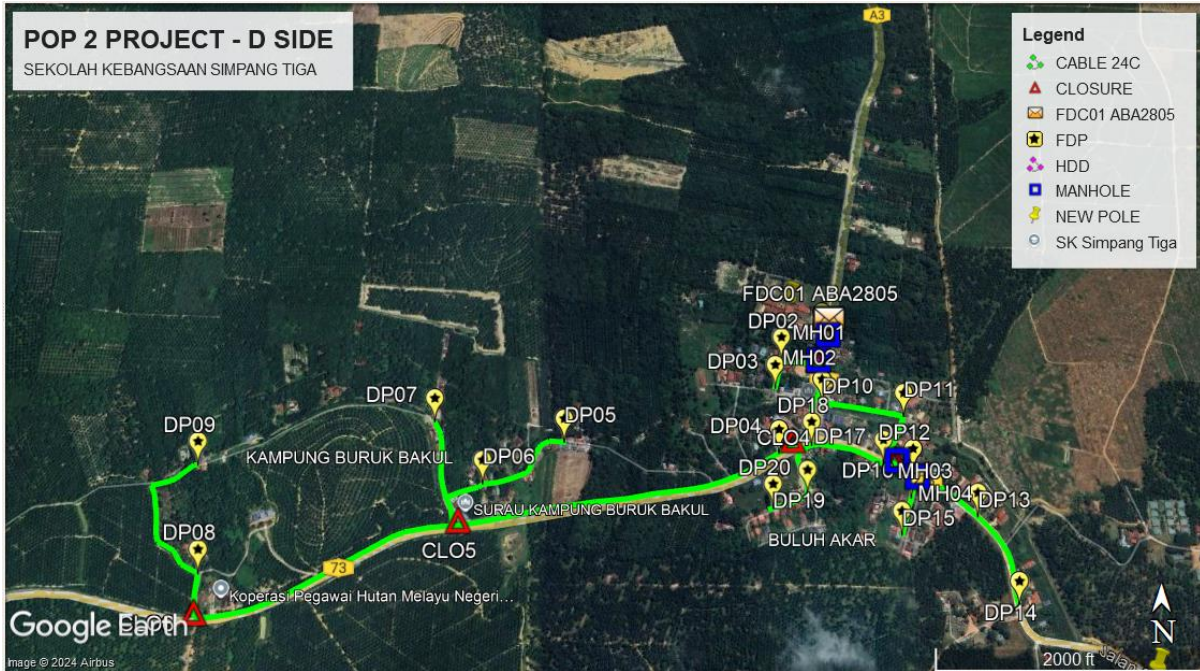 POP 2 PROJECT - D SIDE
SEKOLAH KEBANGSAAN SIMPANG TIGA
A3
Legend
CABLE 24C
CLOSURE
FDC01 ABA2805
FDP
HDD
MANHOLE
NEW POLE
SK Simpang Tiga
FDC01 ABA2805
DP02
MH01
DP03
MH02
DP10
DP11
DP07
DP05
DP18
DP09
DP04
CLO4
DP17
DP12
KAMPUNG BURUK BAKUL
DP06
DP20
MH03
DP19
MH04
DP13
SURAU KAMPUNG BURUK BAKUL
DP15
CLO5
BULUH AKAR
DP08
73
Koperasi Pegawai Hutan Melayu Negeri…
DP14
Google Earth
N
2000 ft
Jalan
Image © 2024 Airbus